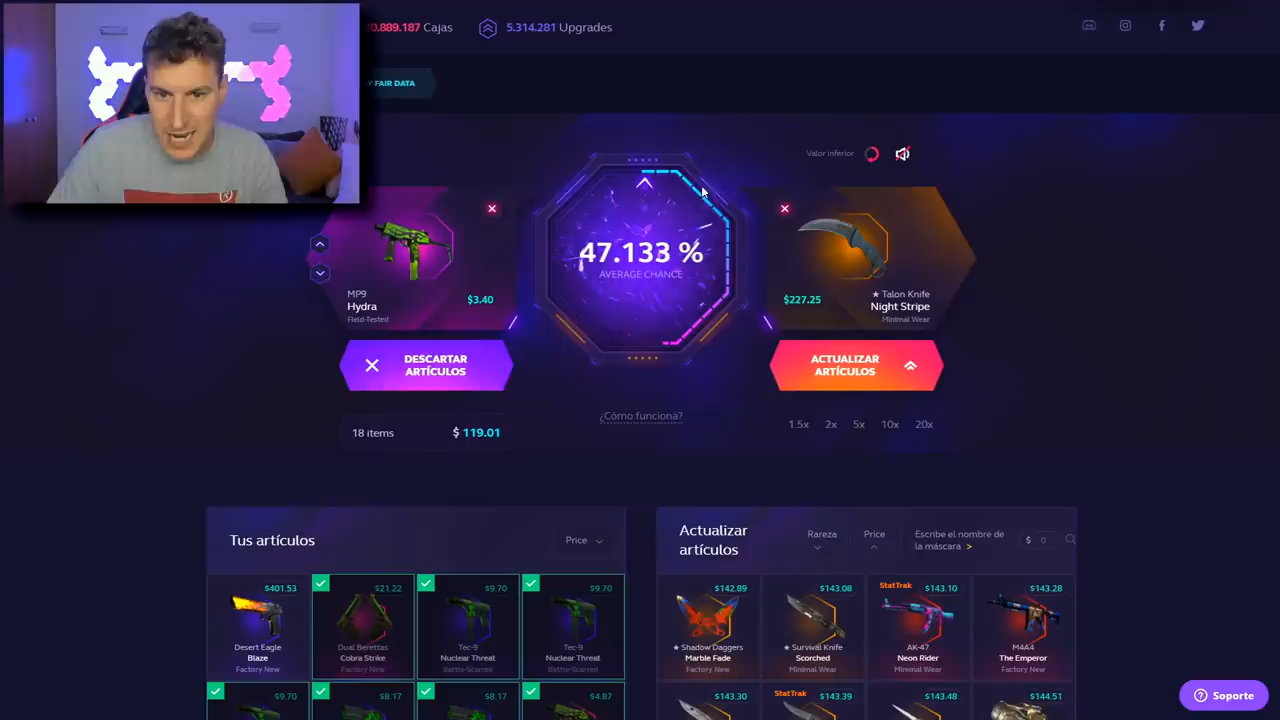 0.889.187 Cajas
5.314.281 Upgrades
Y FAIR DATA
Valor inferior
47.133 %
AVERAGE CHANCE
MP9
Hydra
Field-Tested
$3.40
$227.25
★ Talon Knife
Night Stripe
Minimal Wear
DESCARTAR
ARTÍCULOS
ACTUALIZAR
ARTÍCULOS
18 items
$ 119.01
¿Cómo funciona?
1.5x 2x 5x 10x 20x
Tus artículos
Price
Actualizar
artículos
Rareza
Price
Escribe el nombre de
la máscara >
$ 0
$401.53
Desert Eagle
Blaze
Factory New
$21.22
Dual Berettas
Cobra Strike
Factory New
$9.70
Tec-9
Nuclear Threat
Battle-Scarred
$9.70
Tec-9
Nuclear Threat
Battle-Scarred
$142.89
★ Shadow Daggers
Marble Fade
Factory New
$143.08
★ Survival Knife
Scorched
Minimal Wear
StatTrak
$143.10
AK-47
Neon Rider
Minimal Wear
$143.28
M4A4
The Emperor
Factory New
$9.70
$8.17
$8.17
$4.87
$143.30
StatTrak
$143.39
$143.48
$144.51
Soporte